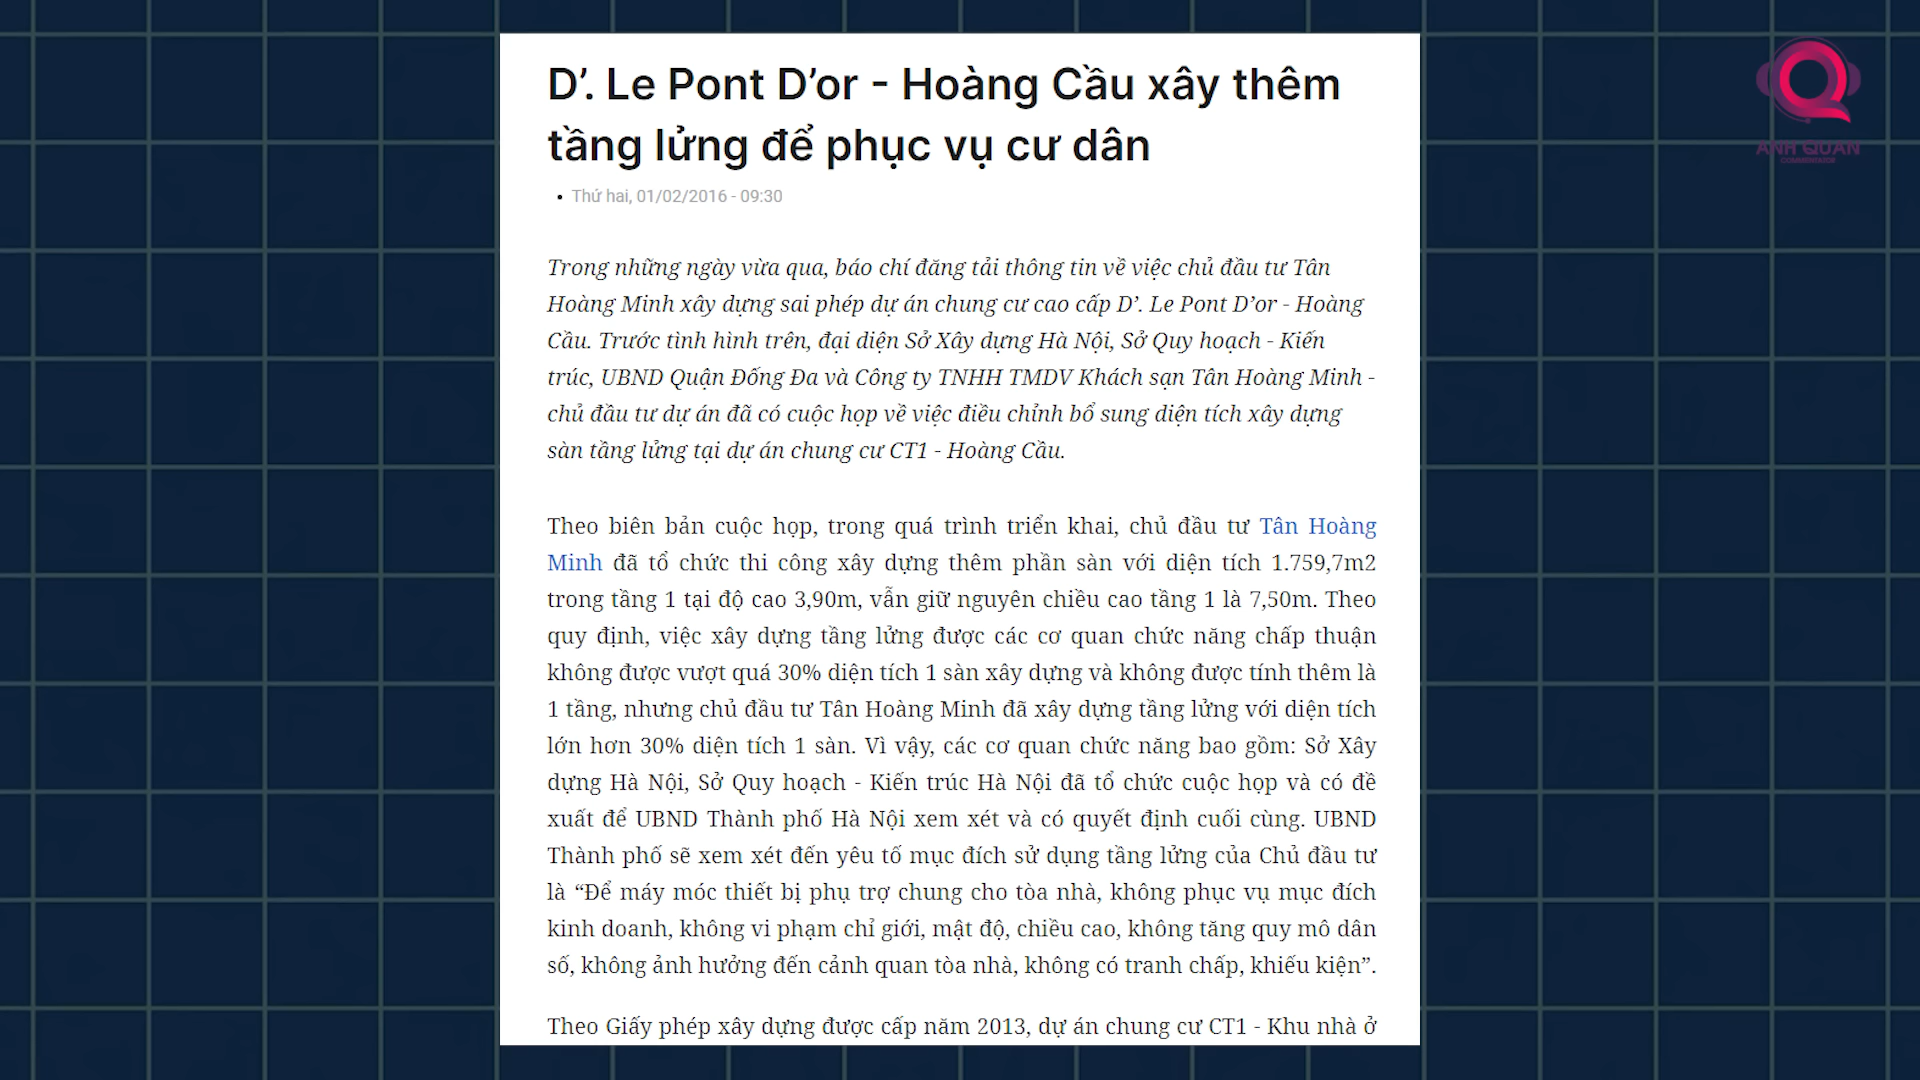 D’. Le Pont D’or - Hoàng Cầu xây thêm
tầng lửng để phục vụ cư dân
• Thứ hai, 01/02/2016 - 09:30
Trong những ngày vừa qua, báo chí đăng tải thông tin về việc chủ đầu tư Tân
Hoàng Minh xây dựng sai phép dự án chung cư cao cấp D’. Le Pont D’or - Hoàng
Cầu. Trước tình hình trên, đại diện Sở Xây dựng Hà Nội, Sở Quy hoạch - Kiến
trúc, UBND Quận Đống Đa và Công ty TNHH TMDV Khách sạn Tân Hoàng Minh -
chủ đầu tư dự án đã có cuộc họp về việc điều chỉnh bổ sung diện tích xây dựng
sàn tầng lửng tại dự án chung cư CT1 - Hoàng Cầu.
Theo biên bản cuộc họp, trong quá trình triển khai, chủ đầu tư Tân Hoàng
Minh đã tổ chức thi công xây dựng thêm phần sàn với diện tích 1.759,7m2
trong tầng 1 tại độ cao 3,90m, vẫn giữ nguyên chiều cao tầng 1 là 7,50m. Theo
quy định, việc xây dựng tầng lửng được các cơ quan chức năng chấp thuận
không được vượt quá 30% diện tích 1 sàn xây dựng và không được tính thêm là
1 tầng, nhưng chủ đầu tư Tân Hoàng Minh đã xây dựng tầng lửng với diện tích
lớn hơn 30% diện tích 1 sàn. Vì vậy, các cơ quan chức năng bao gồm: Sở Xây
dựng Hà Nội, Sở Quy hoạch - Kiến trúc Hà Nội đã tổ chức cuộc họp và có đề
xuất để UBND Thành phố Hà Nội xem xét và có quyết định cuối cùng. UBND
Thành phố sẽ xem xét đến yêu tố mục đích sử dụng tầng lửng của Chủ đầu tư
là “Để máy móc thiết bị phụ trợ chung cho tòa nhà, không phục vụ mục đích
kinh doanh, không vi phạm chỉ giới, mật độ, chiều cao, không tăng quy mô dân
số, không ảnh hưởng đến cảnh quan tòa nhà, không có tranh chấp, khiếu kiện”.
Theo Giấy phép xây dựng được cấp năm 2013, dự án chung cư CT1 - Khu nhà ở
ANH QUÂN